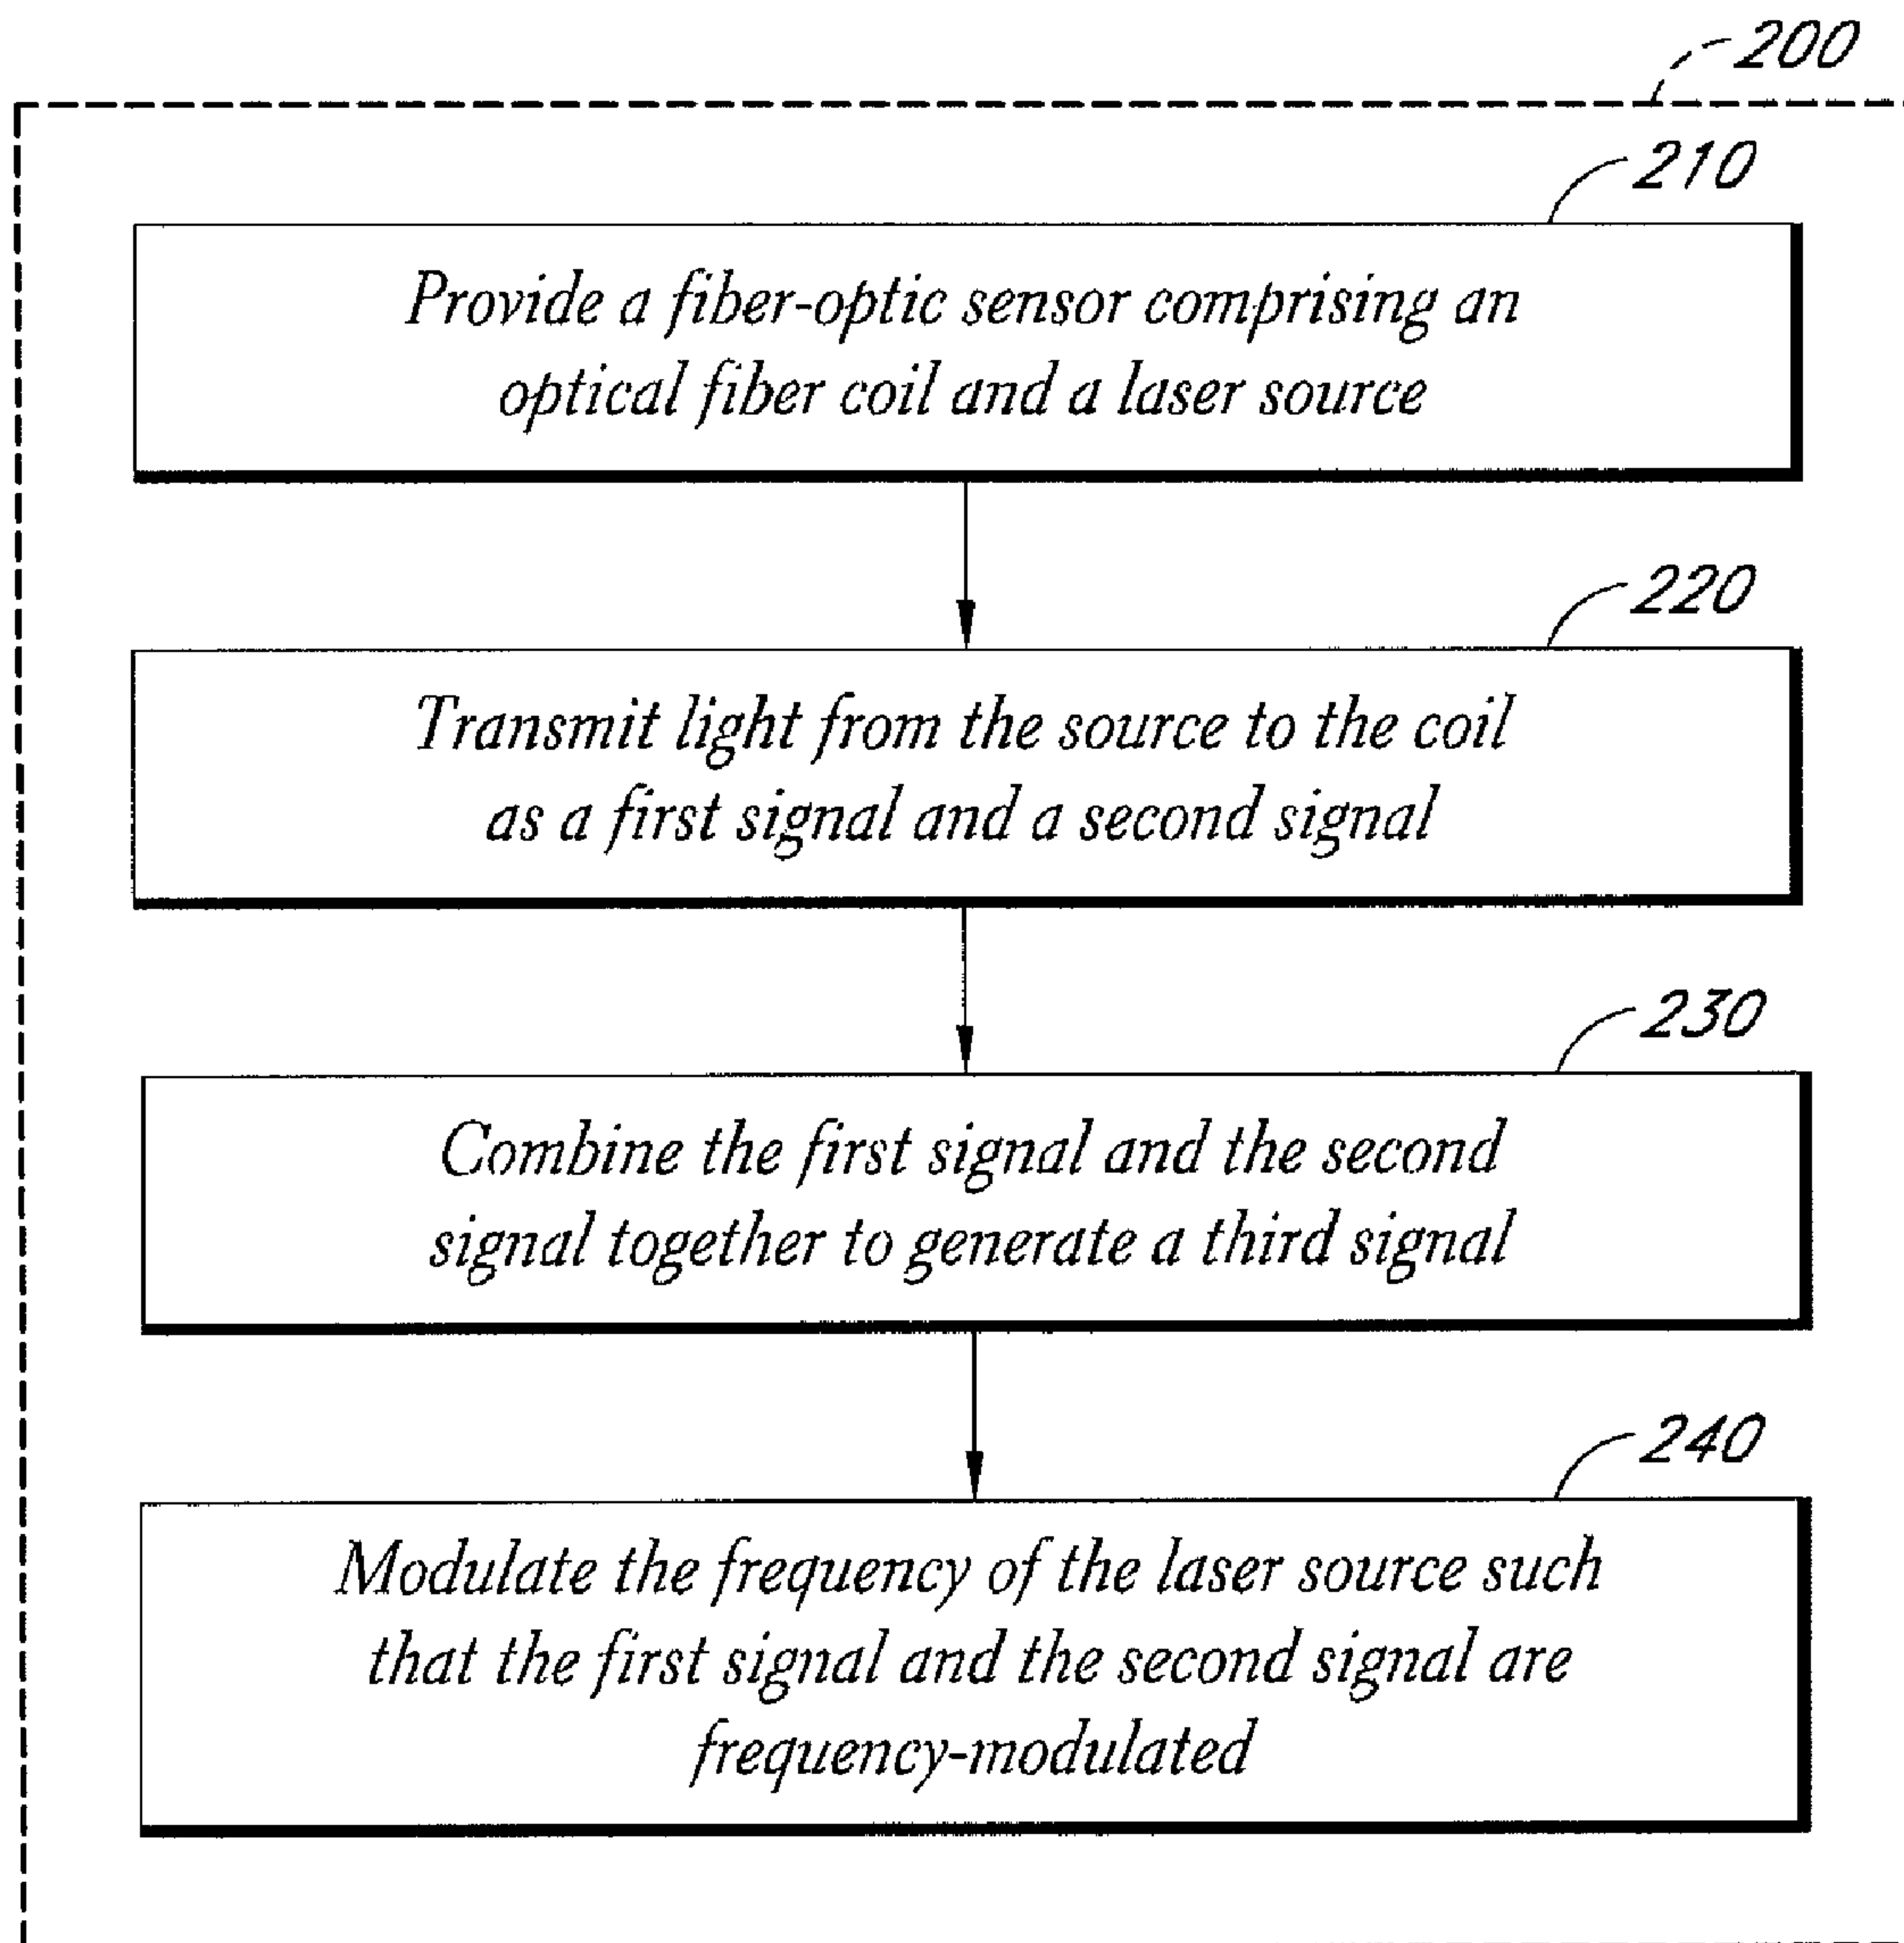 200
210
Provide a fiber-optic sensor comprising an
optical fiber coil and a laser source
220
Transmit light from the source to the coil
as a first signal and a second signal
230
Combine the first signal and the second
signal together to generate a third signal
240
Modulate the frequency of the laser source such
that the first signal and the second signal are
frequency-modulated